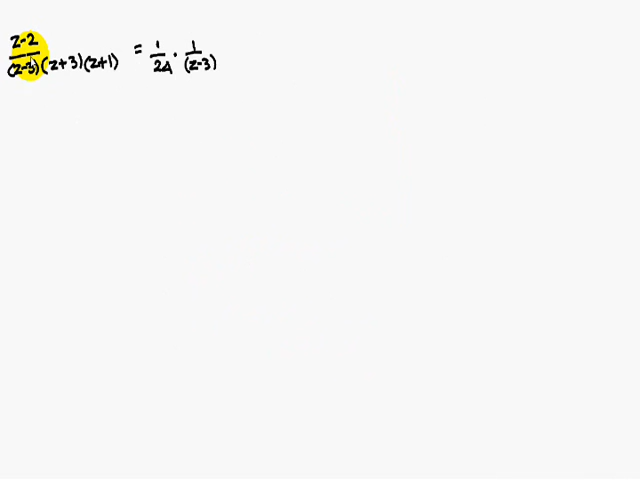 z-2/(z-3)(z+3)(z+1) = 1/24 · 1/(z-3)